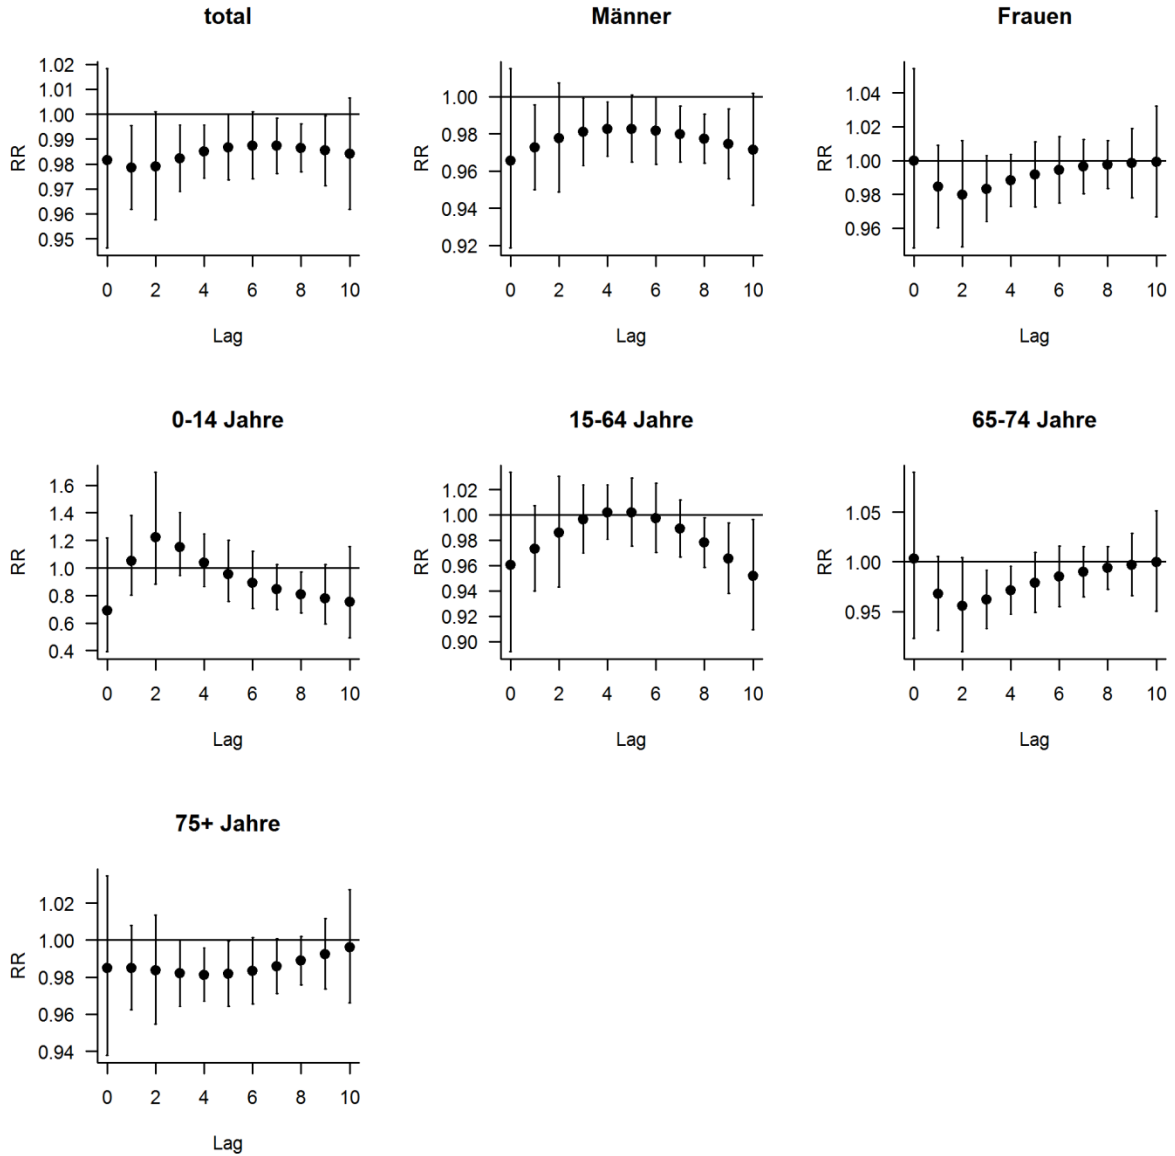 total
1.02
1.01
1.00
0.99
0.98
0.97
0.96
0.95
RR
0 2 4 6 8 10
Lag
Männer
1.00
0.98
0.96
0.94
0.92
RR
0 2 4 6 8 10
Lag
Frauen
1.04
1.02
1.00
0.98
0.96
RR
0 2 4 6 8 10
Lag
0-14 Jahre
1.6
1.4
1.2
1.0
0.8
0.6
0.4
RR
0 2 4 6 8 10
Lag
15-64 Jahre
1.02
1.00
0.98
0.96
0.94
0.92
0.90
RR
0 2 4 6 8 10
Lag
65-74 Jahre
1.05
1.00
0.95
RR
0 2 4 6 8 10
Lag
75+ Jahre
1.02
1.00
0.98
0.96
0.94
RR
0 2 4 6 8 10
Lag